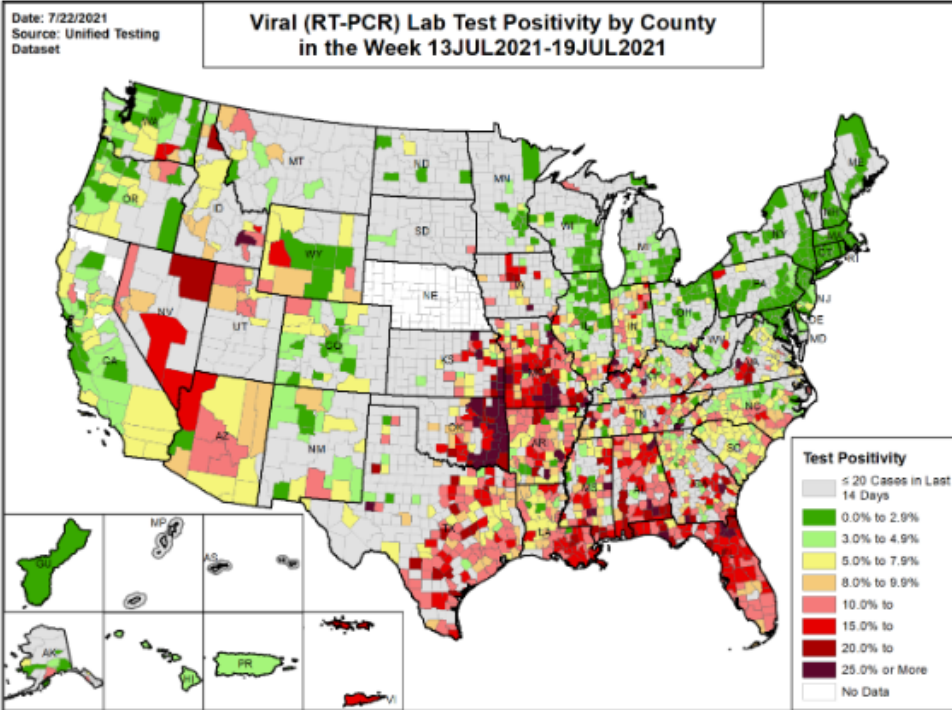 Date: 7/22/2021
Source: Unified Testing
Dataset
Viral (RT-PCR) Lab Test Positivity by County
in the Week 13JUL2021-19JUL2021
WA
MT
ND
MN
ME
OR
ID
SD
WI
MI
NY
NH
MA
CT
RI
WY
NE
IA
PA
NJ
NV
UT
CO
IL
IN
OH
DE
MD
WV
CA
KS
MO
KY
VA
AZ
NM
OK
AR
TN
NC
SC
TX
LA
MS
AL
GA
GU
MP
AS
AK
HI
PR
VI
Test Positivity
≤ 20 Cases in Last
14 Days
0.0% to 2.9%
3.0% to 4.9%
5.0% to 7.9%
8.0% to 9.9%
10.0% to
15.0% to
20.0% to
25.0% or More
No Data